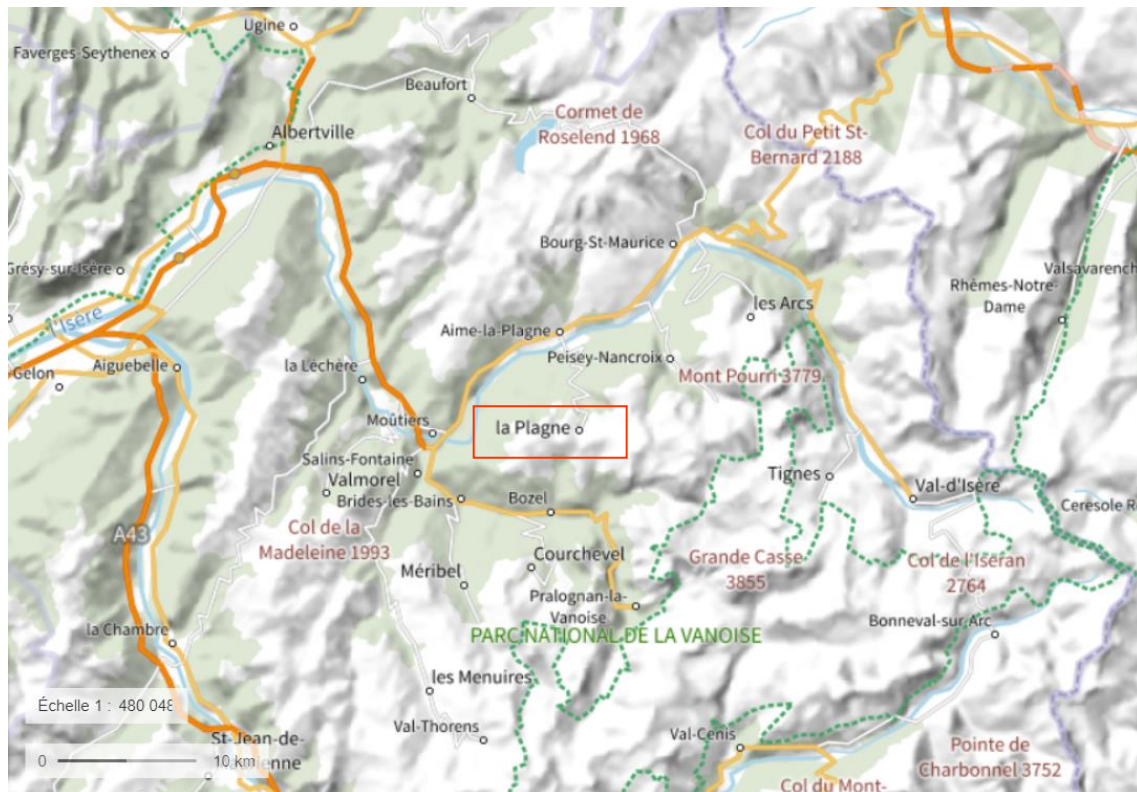 Ugine
Faverges-Seythenex
Beaufort
Cormet de
Roselend 1968
Albertville
Col du Petit St-
Bernard 2188
Bourg-St-Maurice
Grésy-sur-Isère
Valsavarench
Rhêmes-Notre-
Dame
les Arcs
l'Isère
Aime-la-Plagne
Peisey-Nancroix
Aiguebelle
la Léchère
Gelon
Mont Pourri 3779
Moûtiers
la Plagne
Salins-Fontaine
Valmorel
Tignes
Brides-les-Bains
Bozel
Val-d'Isère
Ceresole R
A43
Col de la
Madeleine 1993
Courchevel
Grande Casse
3855
Col de l'Iseran
2764
Méribel
Pralognan-la-
Vanoise
Bonneval-sur-Arc
la Chambre
PARC NATIONAL DE LA VANOISE
les Menuires
Échelle 1 : 480 048
Val-Thorens
Val-Cenis
St-Jean-de-
enne
Pointe de
Charbonnel 3752
0 10 km
Col du Mont-